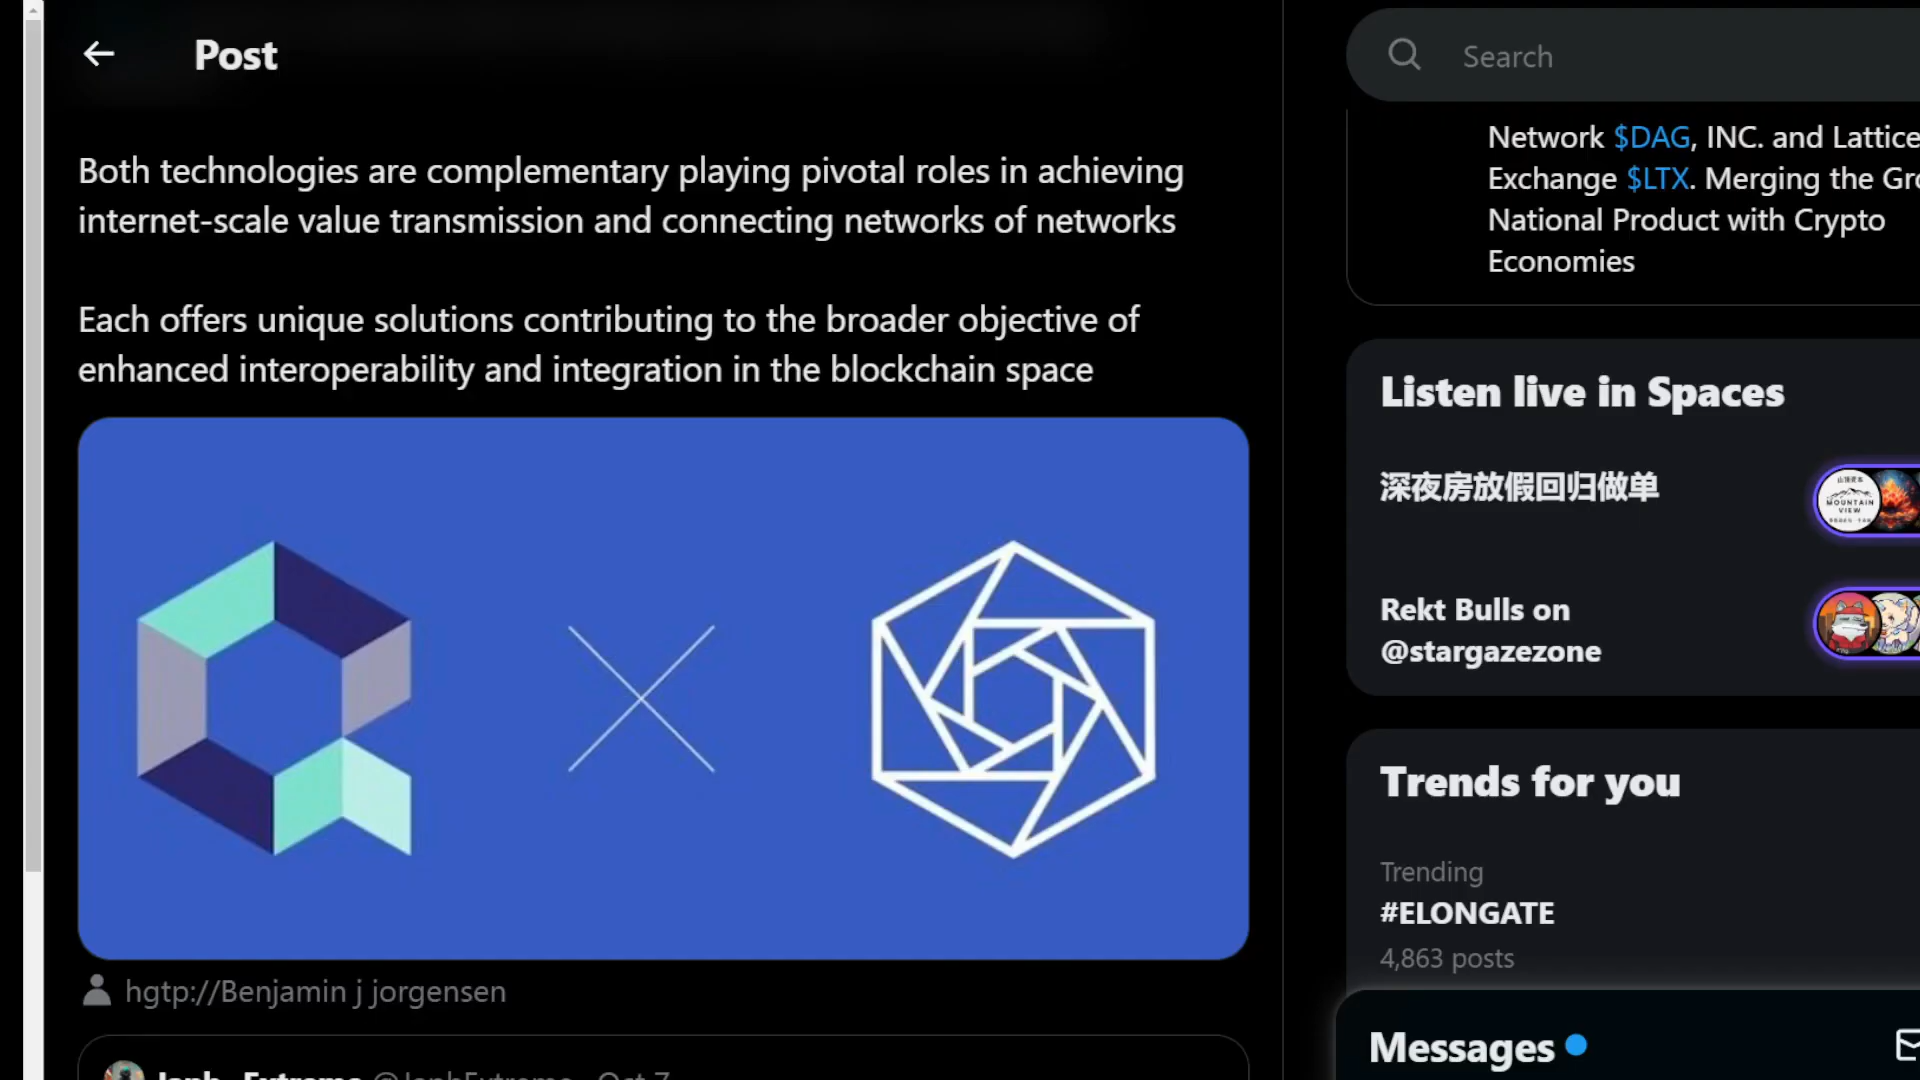 Post
Both technologies are complementary playing pivotal roles in achieving
internet-scale value transmission and connecting networks of networks
Each offers unique solutions contributing to the broader objective of
enhanced interoperability and integration in the blockchain space
hgtp://Benjamin j jorgensen
Search
Network $DAG, INC. and Lattice
Exchange $LTX. Merging the Gro
National Product with Crypto
Economies
Listen live in Spaces
深夜房放假回归做单
MOUNTAIN
VIEW
Rekt Bulls on
@stargazezone
Trends for you
Trending
#ELONGATE
4,863 posts
Messages